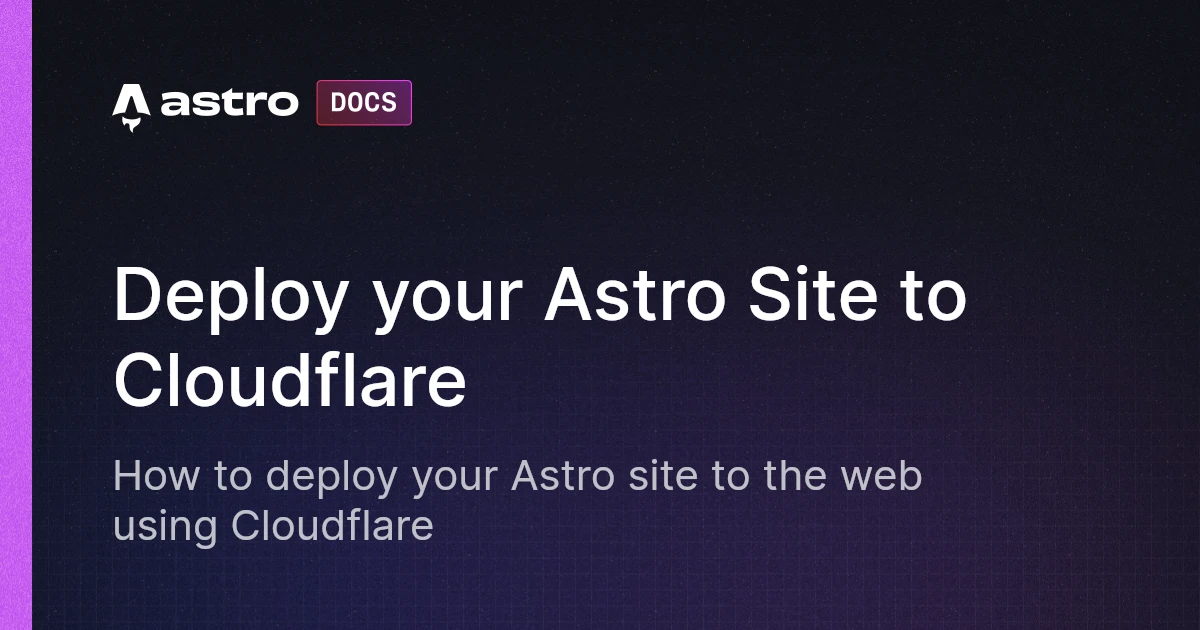 astro DOCS
Deploy your Astro Site to
Cloudflare
How to deploy your Astro site to the web
using Cloudflare